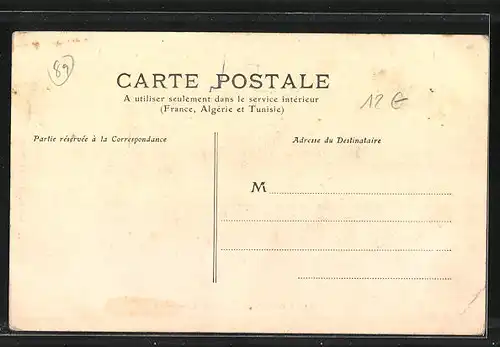 89
CARTE POSTALE
A utiliser seulement dans le service intérieur
(France, Algérie et Tunisie)
12 €
Partie réservée à la Correspondance
Adresse du Destinataire
M